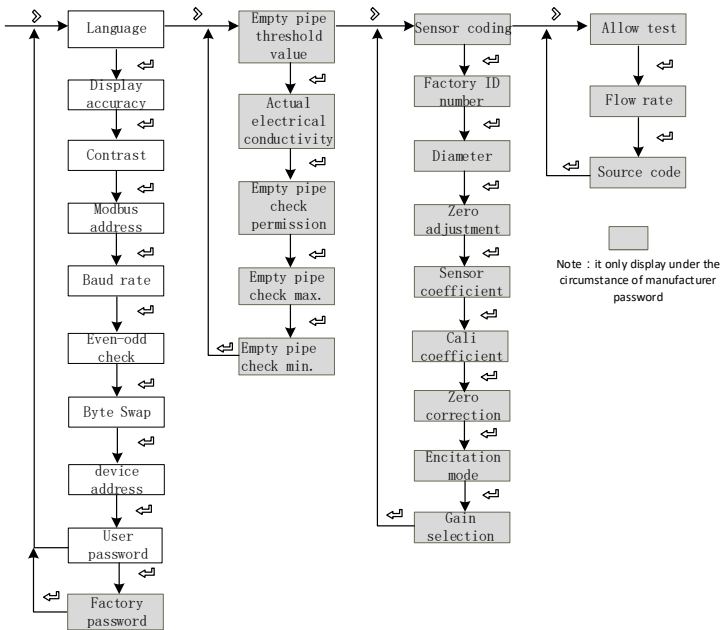 Language
Display
accuracy
Contrast
Modbus
address
Baud rate
Even-odd
check
Byte Swap
device
address
User
password
Factory
password
Empty pipe
threshold
value
Actual
electrical
conductivity
Empty pipe
check
permission
Empty pipe
check max.
Empty pipe
check min.
Sensor coding
Factory ID
number
Diameter
Zero
adjustment
Sensor
coefficient
Cali
coefficient
Zero
correction
Encitation
mode
Gain
selection
Allow test
Flow rate
Source code
Note：it only display under the
circumstance of manufacturer
password